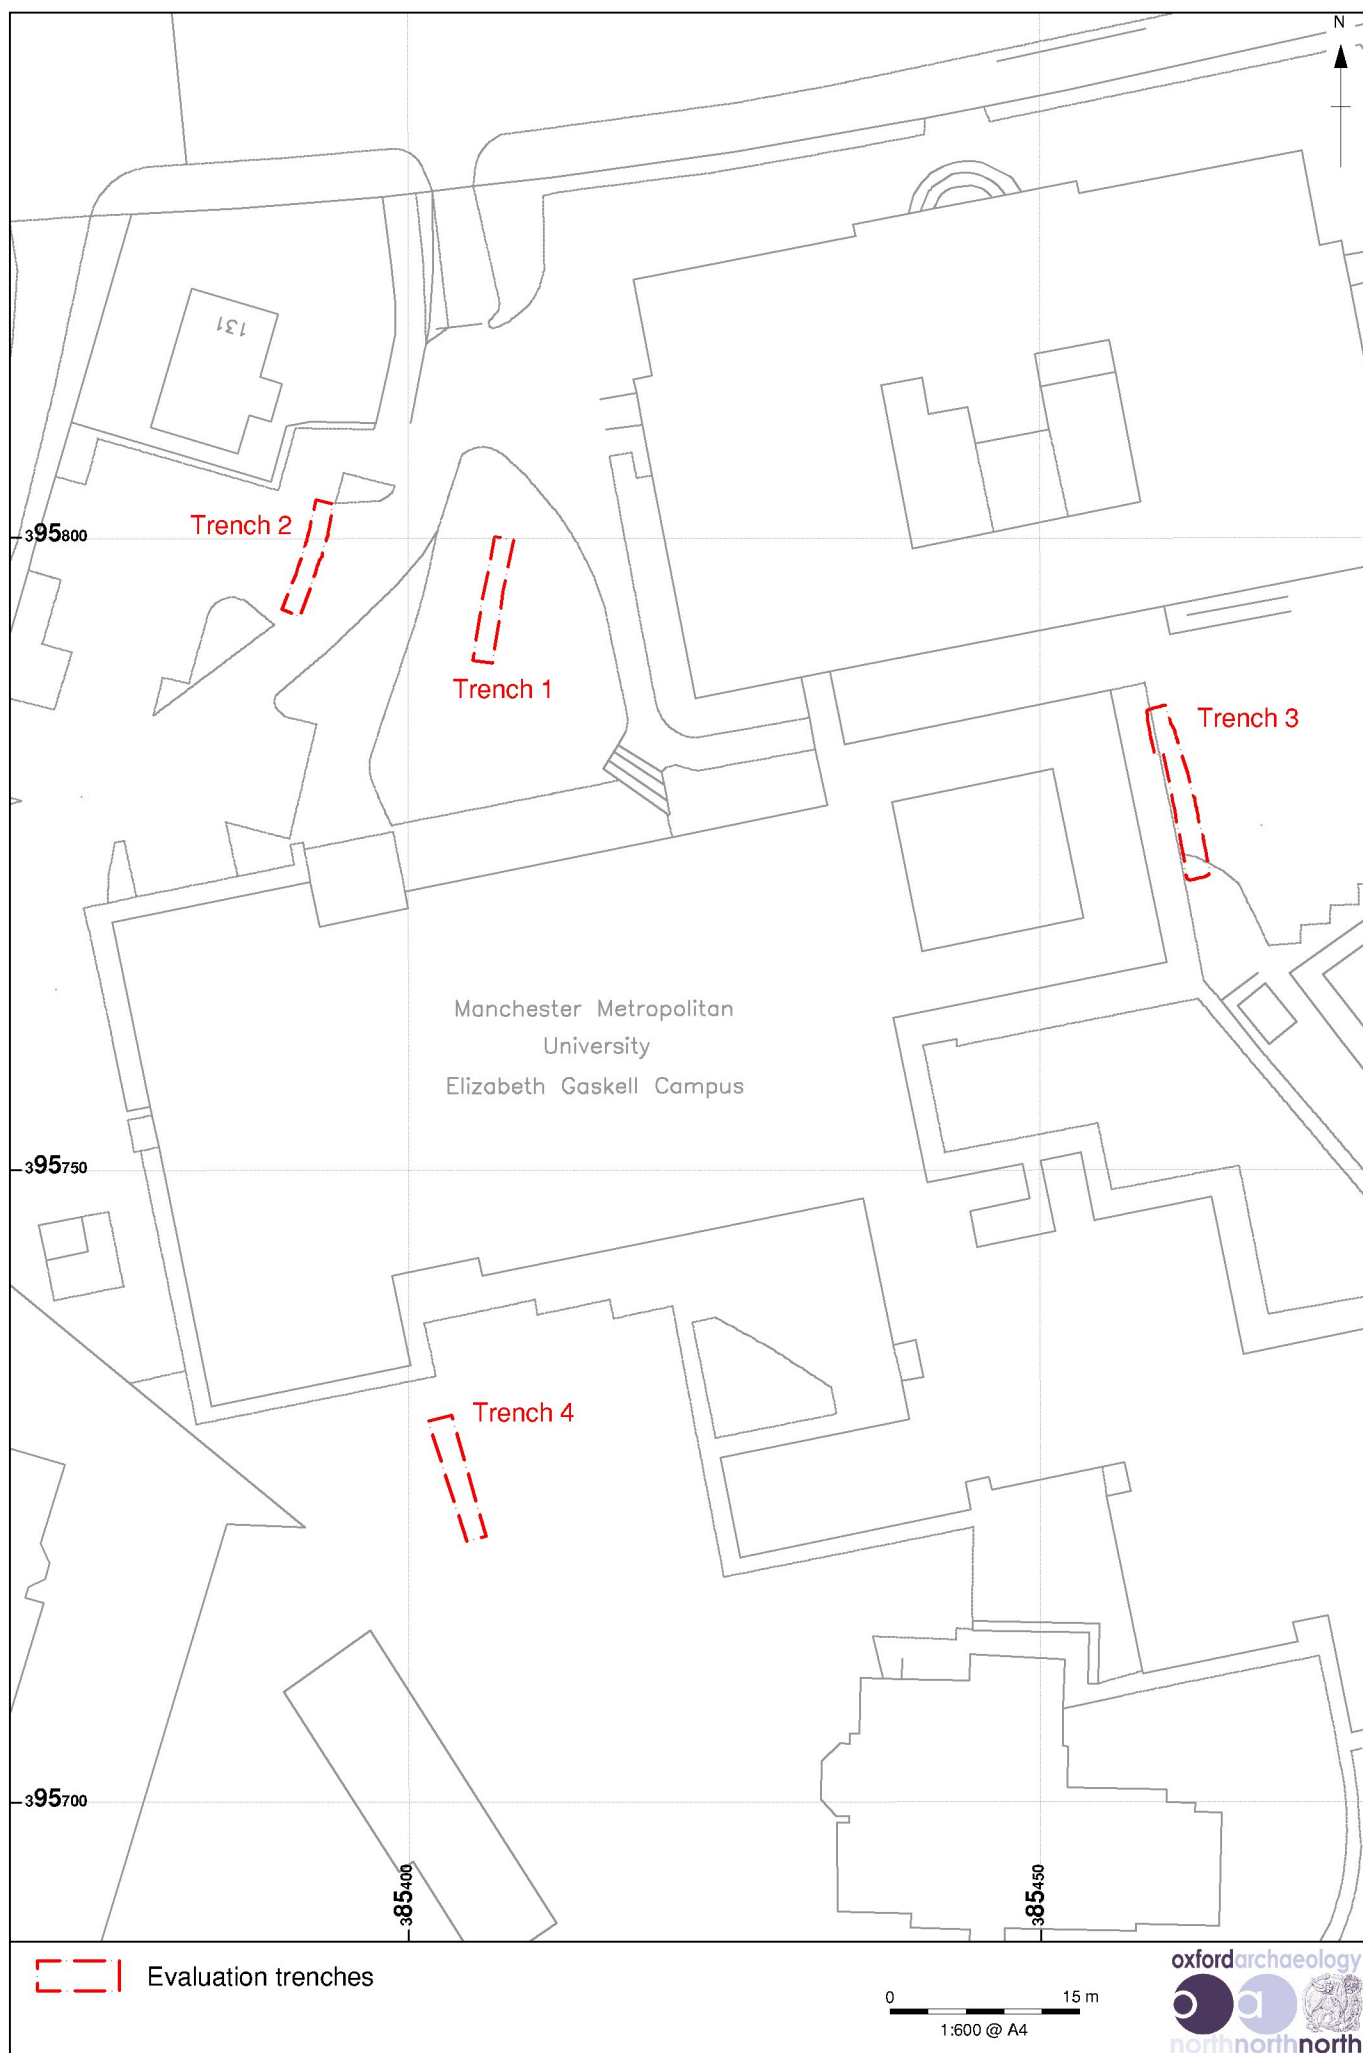 N
131
Trench 2
395800
Trench 1
Trench 3
Manchester Metropolitan
University
Elizabeth Gaskell Campus
395750
Trench 4
395700
385400
385450
Evaluation trenches
0 15 m
1:600 @ A4
oxfordarchaeology
o a
northnorthnorth